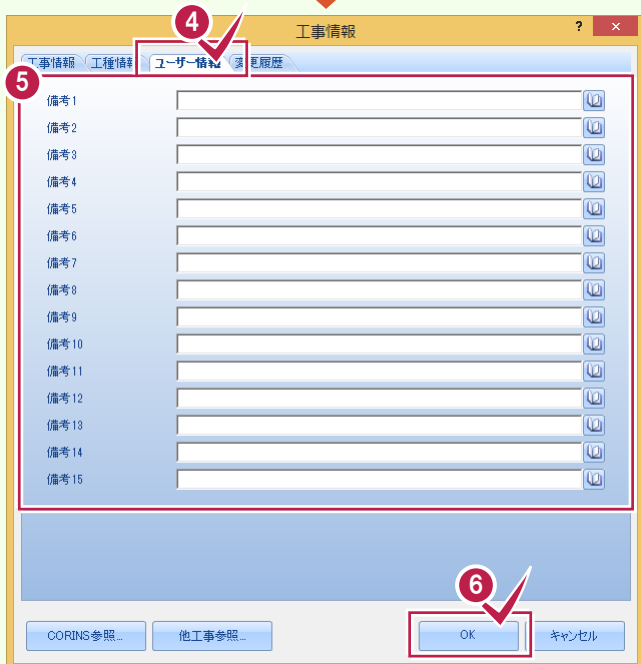 4
工事情報
? ×
工事情報 工種情報 ユーザー情報 変更履歴
5
備考1
備考2
備考3
備考4
備考5
備考6
備考7
備考8
備考9
備考10
備考11
備考12
備考13
備考14
備考15
6
CORINS参照... 他工事参照... OK キャンセル